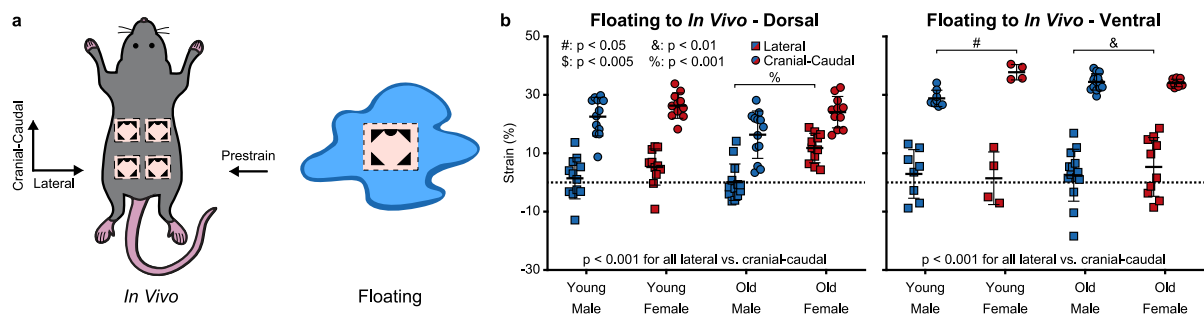 a
Cranial-Caudal
Lateral
Prestrain
In Vivo
Floating
b
Floating to In Vivo - Dorsal
Floating to In Vivo - Ventral
Strain (%)
50
30
10
-10
-30
#: p < 0.05
&: p < 0.01
Lateral
$: p < 0.005
%: p < 0.001
Cranial-Caudal
%
#
&
p < 0.001 for all lateral vs. cranial-caudal
p < 0.001 for all lateral vs. cranial-caudal
Young
Male
Young
Female
Old
Male
Old
Female
Young
Male
Young
Female
Old
Male
Old
Female